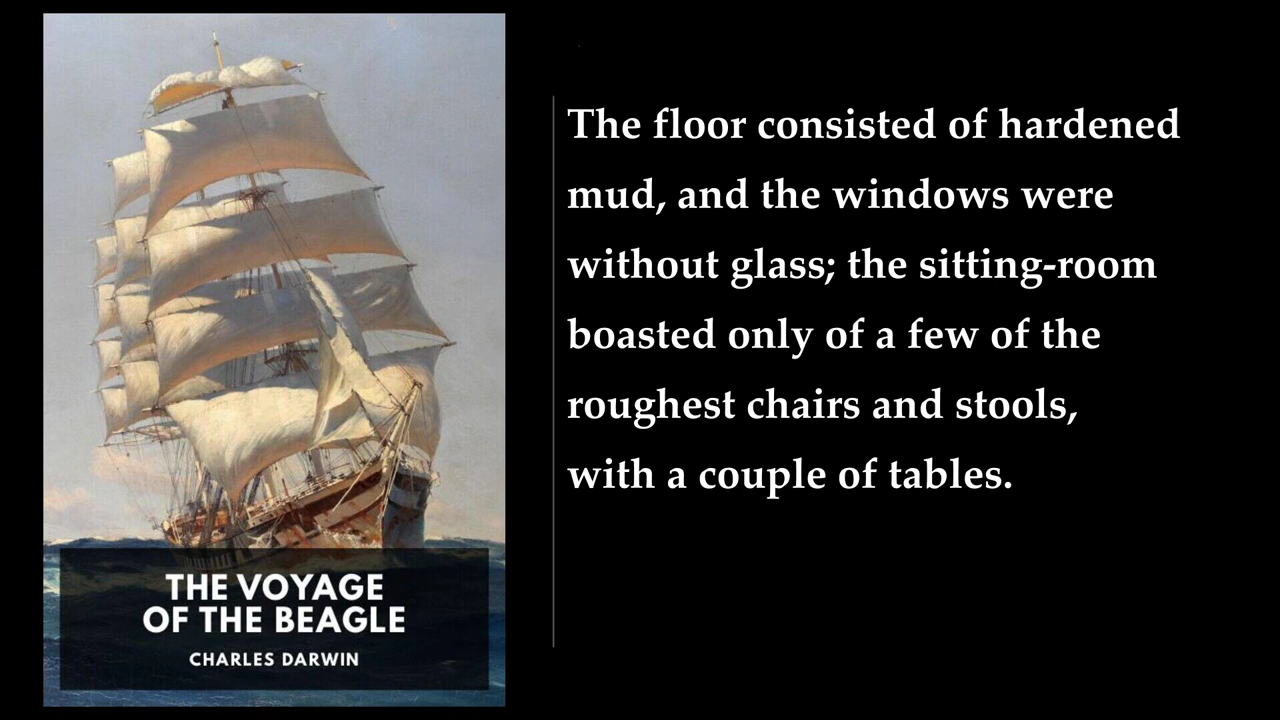 THE VOYAGE
OF THE BEAGLE
CHARLES DARWIN
The floor consisted of hardened
mud, and the windows were
without glass; the sitting-room
boasted only of a few of the
roughest chairs and stools,
with a couple of tables.